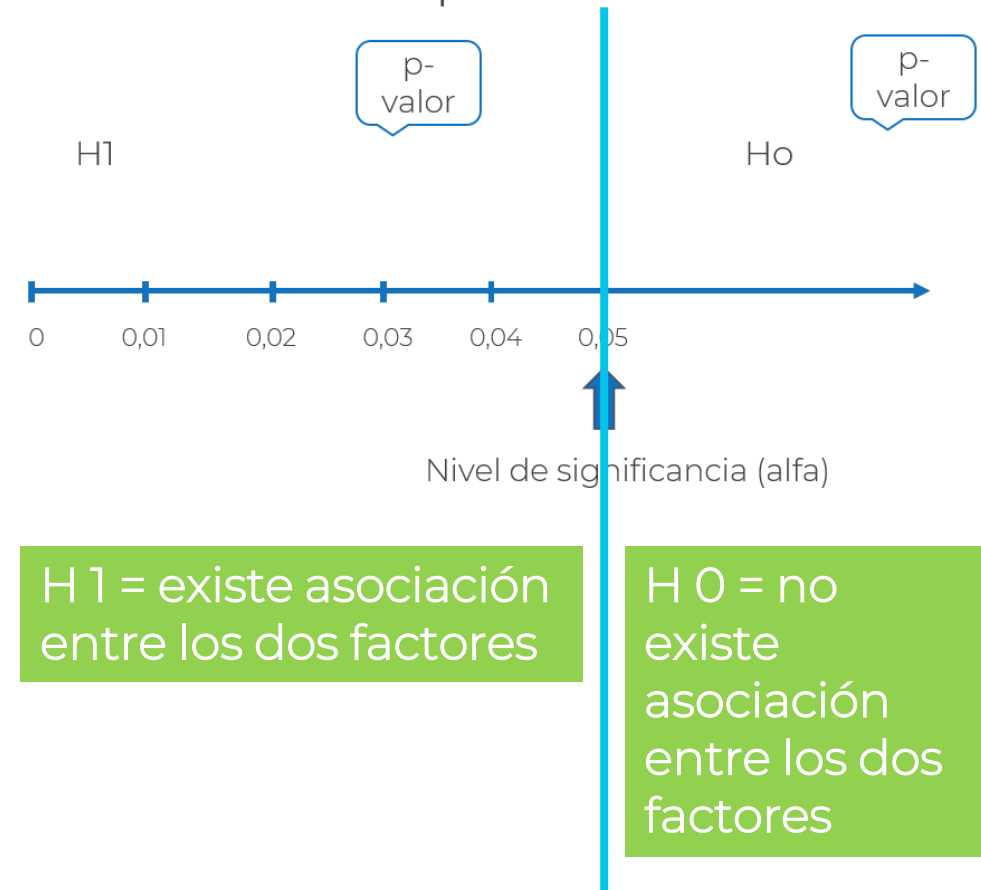 p-
valor
p-
valor
H1
Ho
0
0,01
0,02
0,03
0,04
0,05
Nivel de significancia (alfa)
H 1 = existe asociación
entre los dos factores
H 0 = no
existe
asociación
entre los dos
factores